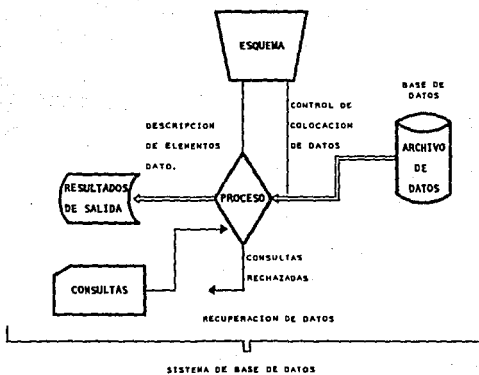 ESQUEMA
BASE DE
DATOS
DESCRIPCION
DE ELEMENTOS
DATO.
CONTROL DE
COLOCACION
DE DATOS
ARCHIVO
DE
DATOS
RESULTADOS
DE SALIDA
PROCESO
CONSULTAS
RECHAZADAS
CONSULTAS
RECUPERACION DE DATOS
SISTEMA DE BASE DE DATOS